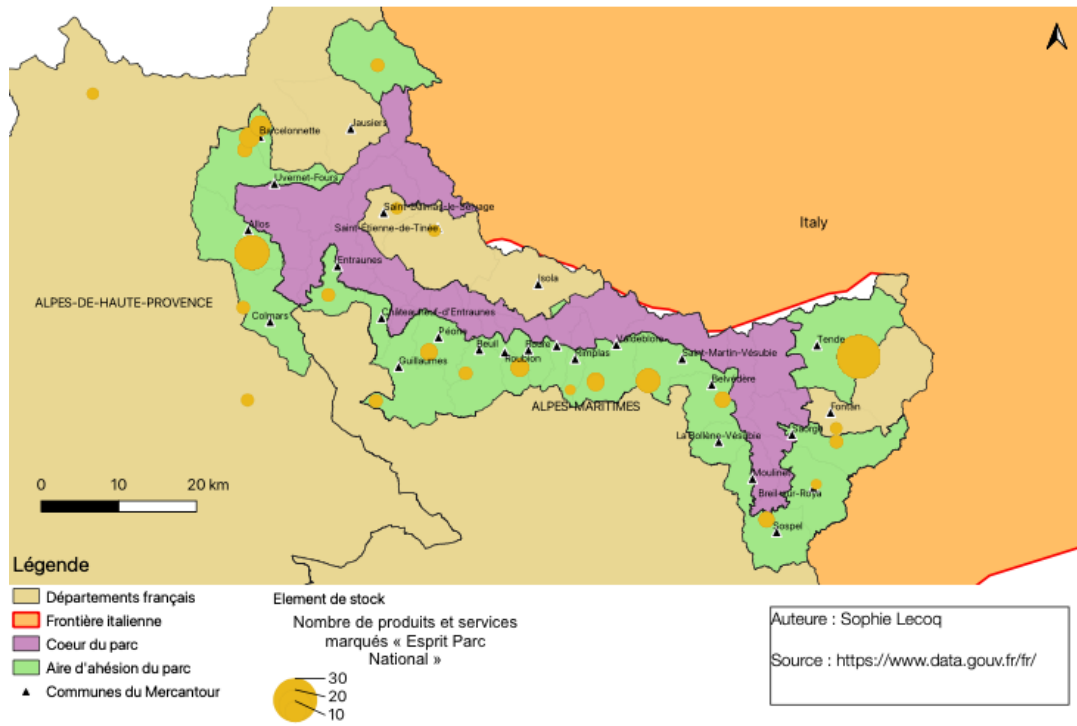 Barcelonnette
Jausiers
Uvernet-Fours
Saint-Dalmas-le-Selvage
Allos
Saint-Étienne-de-Tinée
Italy
Entraunes
Isola
ALPES-DE-HAUTE-PROVENCE
Châteauneuf-d'Entraunes
Colmars
Péone
Valdeblore
Tende
Beuil
Roure
Roubion
Rimplas
Saint-Martin-Vésubie
Guillaumes
Belvédère
ALPES-MARITIMES
Fontan
La Bollène-Vésubie
Saorge
Moulinet
0 10 20 km
Breil-sur-Roya
Sospel
Légende
Départements français
Frontière italienne
Coeur du parc
Aire d'ahésion du parc
Communes du Mercantour
Element de stock
Nombre de produits et services
marqués « Esprit Parc
National »
30
20
10
Auteure : Sophie Lecoq
Source : https://www.data.gouv.fr/fr/